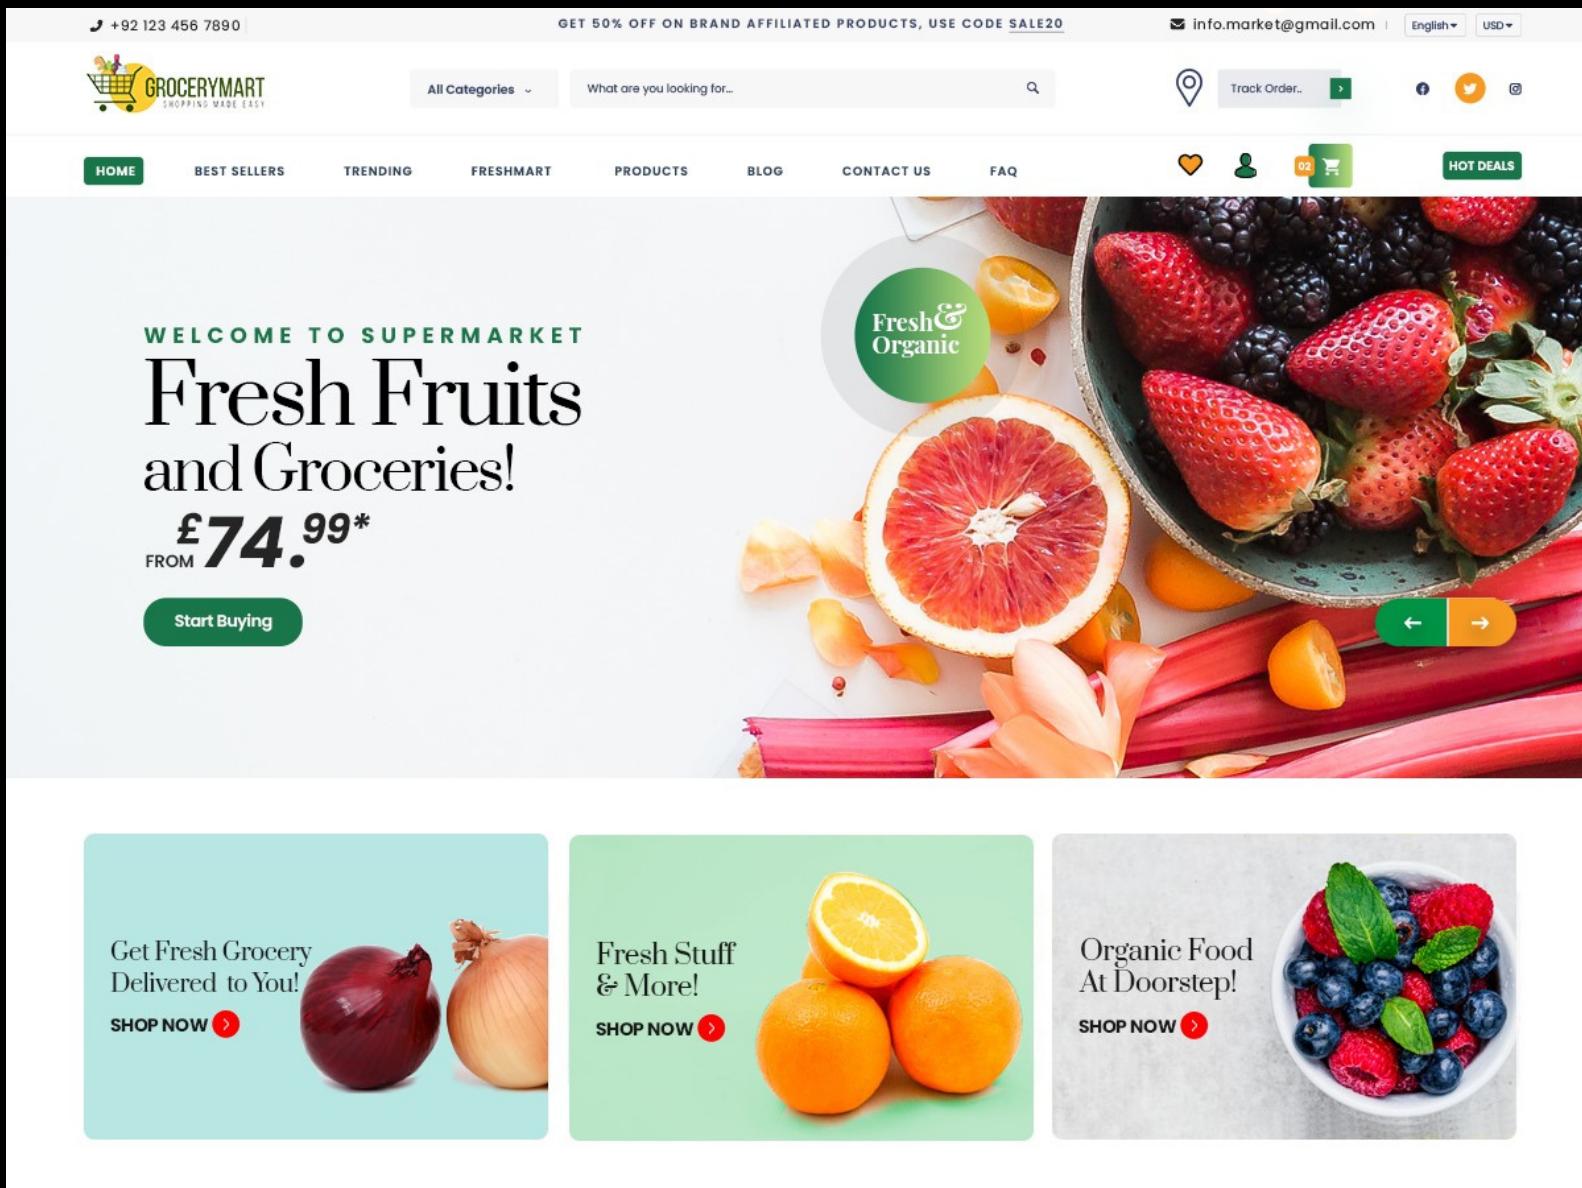 +92 123 456 7890
GET 50% OFF ON BRAND AFFILIATED PRODUCTS, USE CODE SALE20
info.market@gmail.com
English
USD
GROCERYMART
SHOPPING MADE EASY
All Categories
What are you looking for...
Track Order..
HOME
BEST SELLERS
TRENDING
FRESHMART
PRODUCTS
BLOG
CONTACT US
FAQ
02
HOT DEALS
WELCOME TO SUPERMARKET
Fresh Fruits
and Groceries!
FROM £74.99*
Start Buying
Fresh &
Organic
Get Fresh Grocery
Delivered to You!
SHOP NOW
Fresh Stuff
& More!
SHOP NOW
Organic Food
At Doorstep!
SHOP NOW